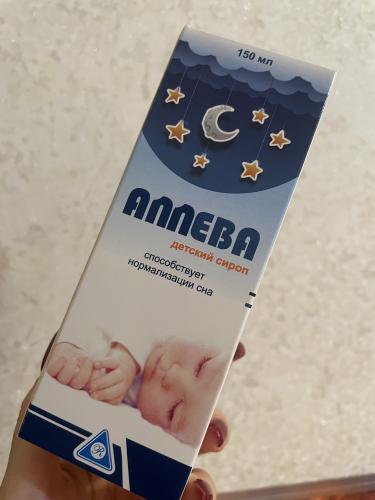 150 мл
АЛЛЕВА
детский сироп
способствует
нормализации сна
R